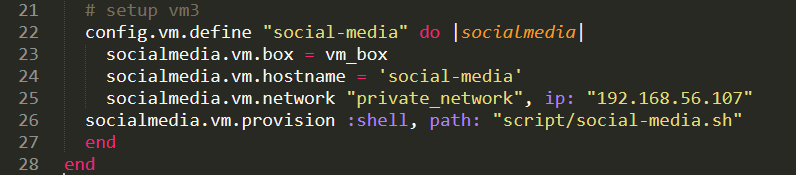 21 # setup vm3
22 config.vm.define "social-media" do |socialmedia|
23 socialmedia.vm.box = vm_box
24 socialmedia.vm.hostname = 'social-media'
25 socialmedia.vm.network "private_network", ip: "192.168.56.107"
26 socialmedia.vm.provision :shell, path: "script/social-media.sh"
27 end
28 end